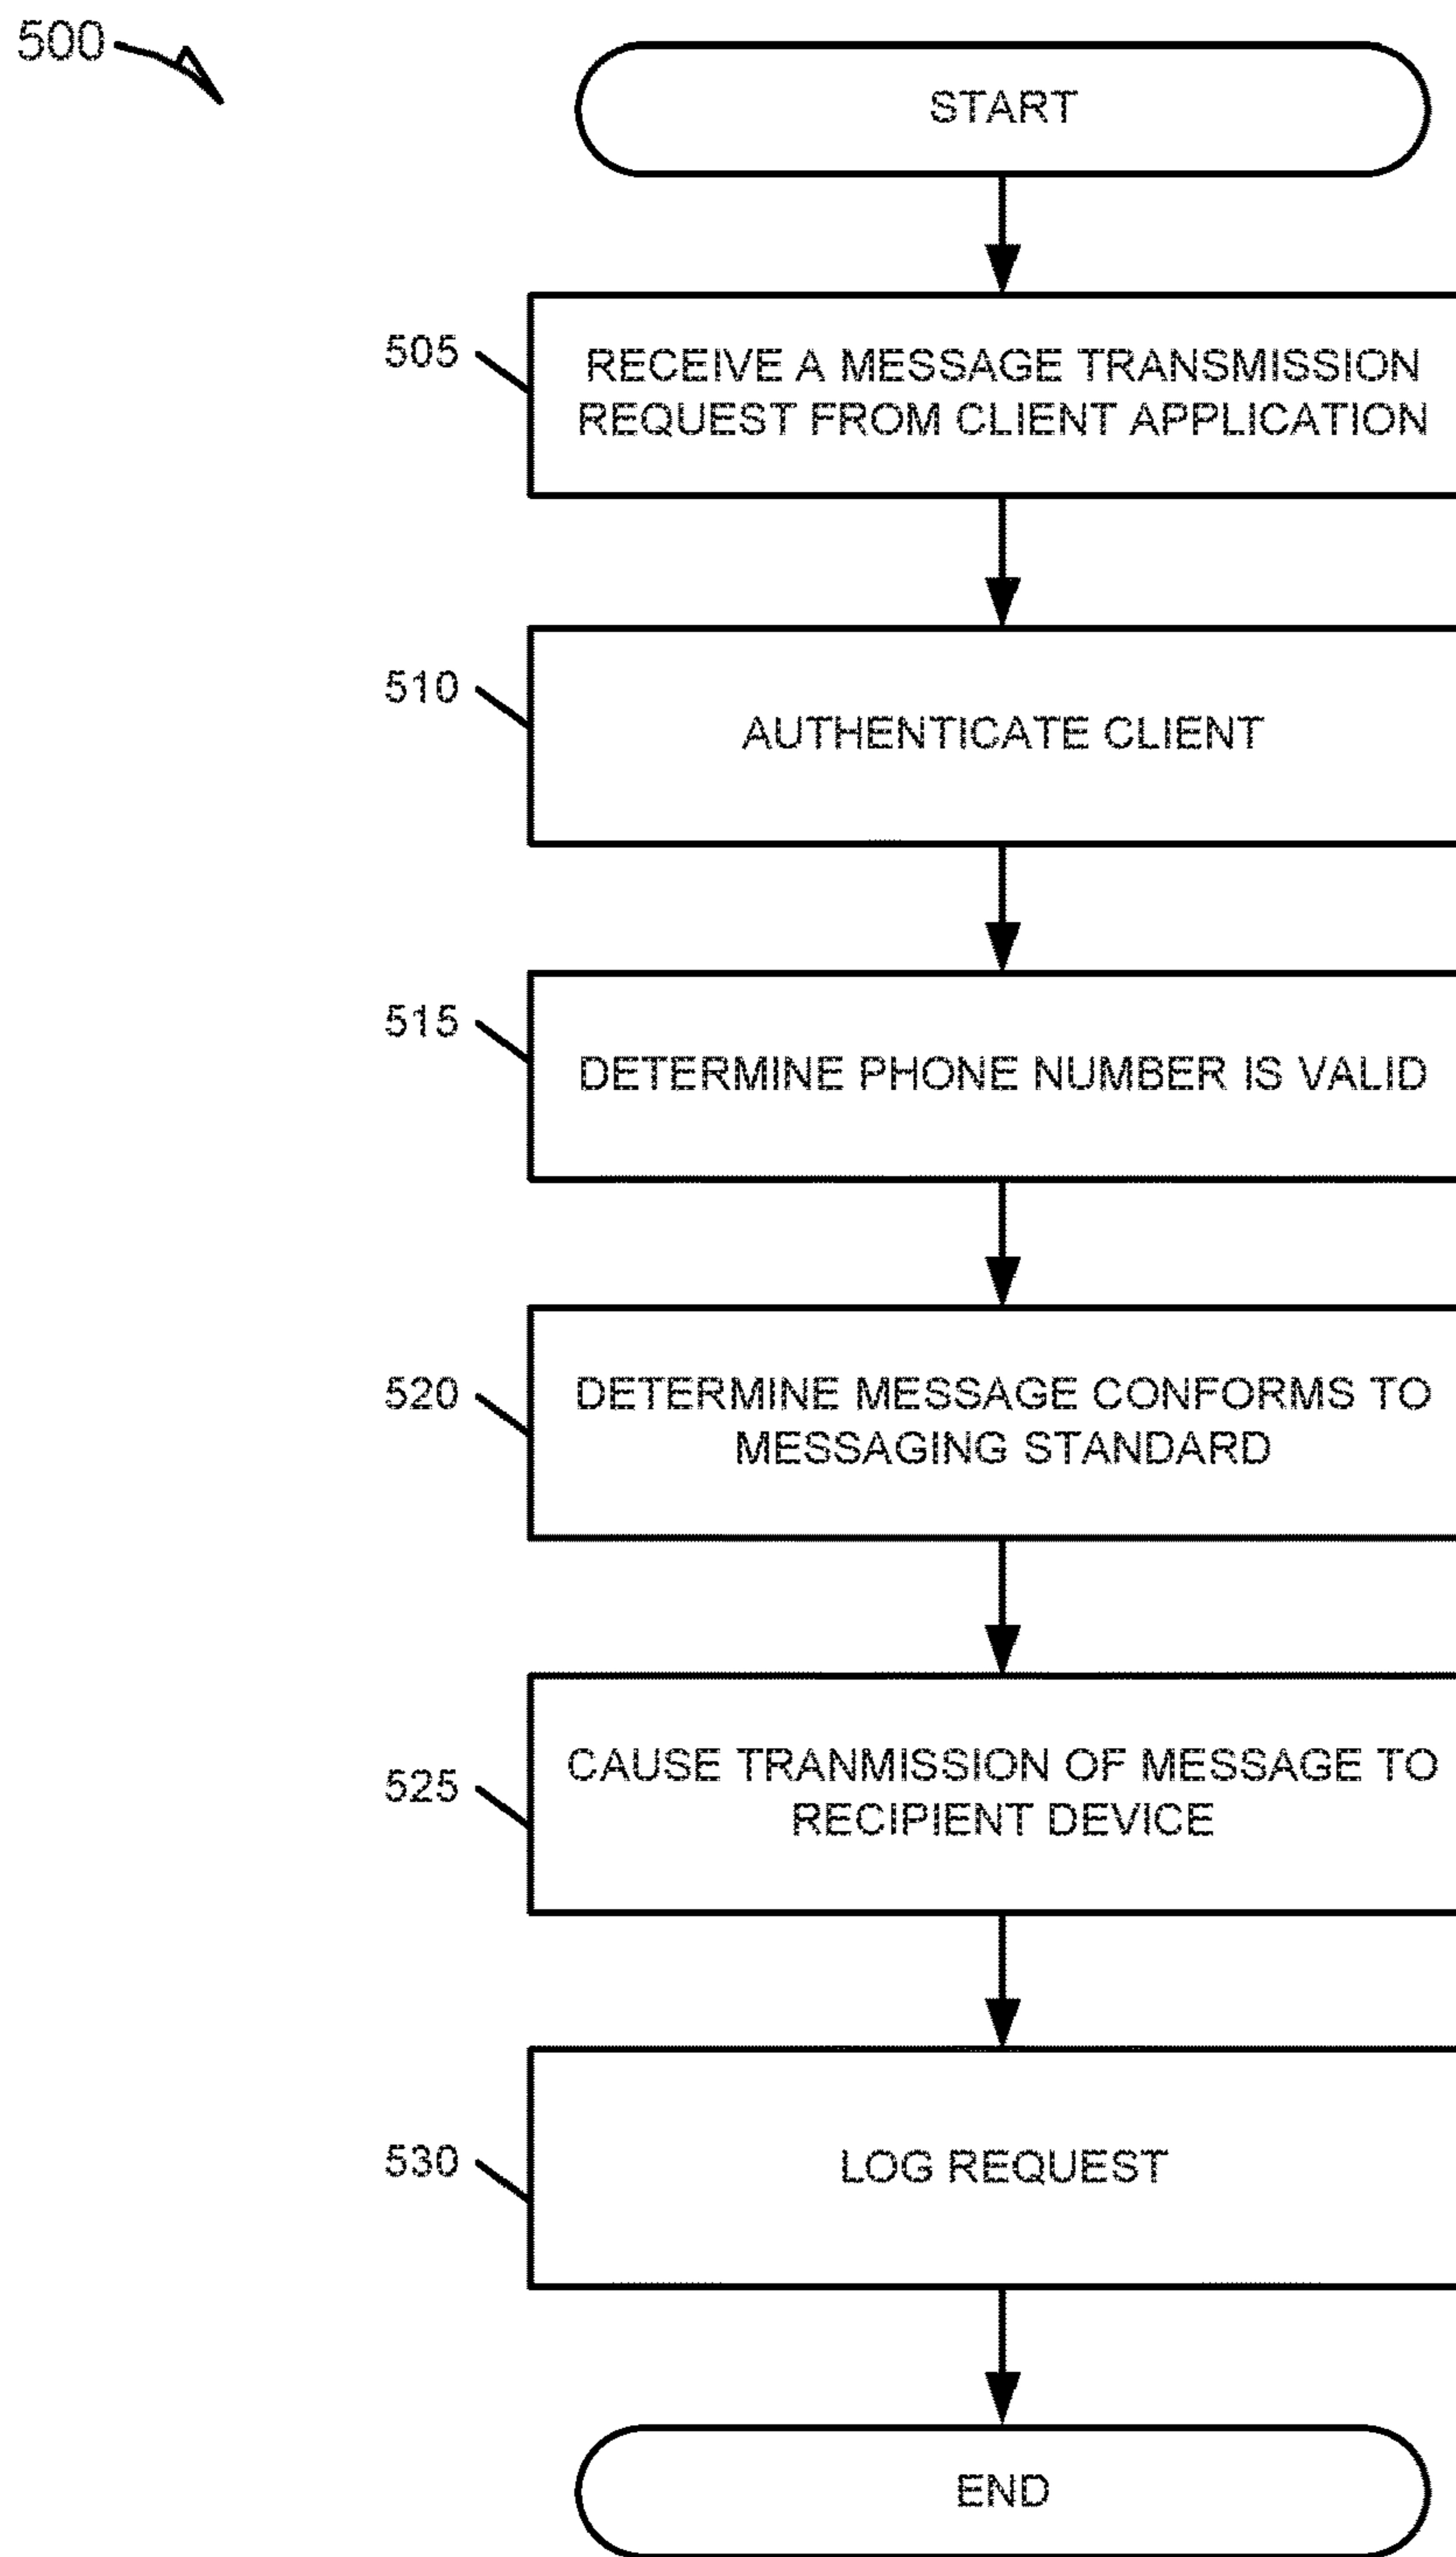 500
START
505
RECEIVE A MESSAGE TRANSMISSION
REQUEST FROM CLIENT APPLICATION
510
AUTHENTICATE CLIENT
515
DETERMINE PHONE NUMBER IS VALID
520
DETERMINE MESSAGE CONFORMS TO
MESSAGING STANDARD
525
CAUSE TRANMISSION OF MESSAGE TO
RECIPIENT DEVICE
530
LOG REQUEST
END